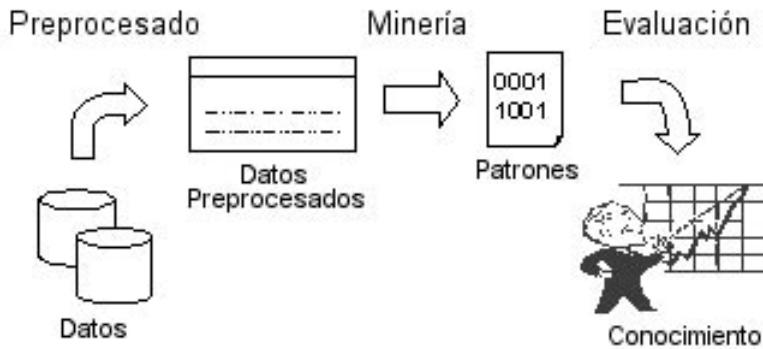 Preprocesado
Minería
Evaluación
0001
1001
Datos
Preprocesados
Patrones
Datos
Conocimiento